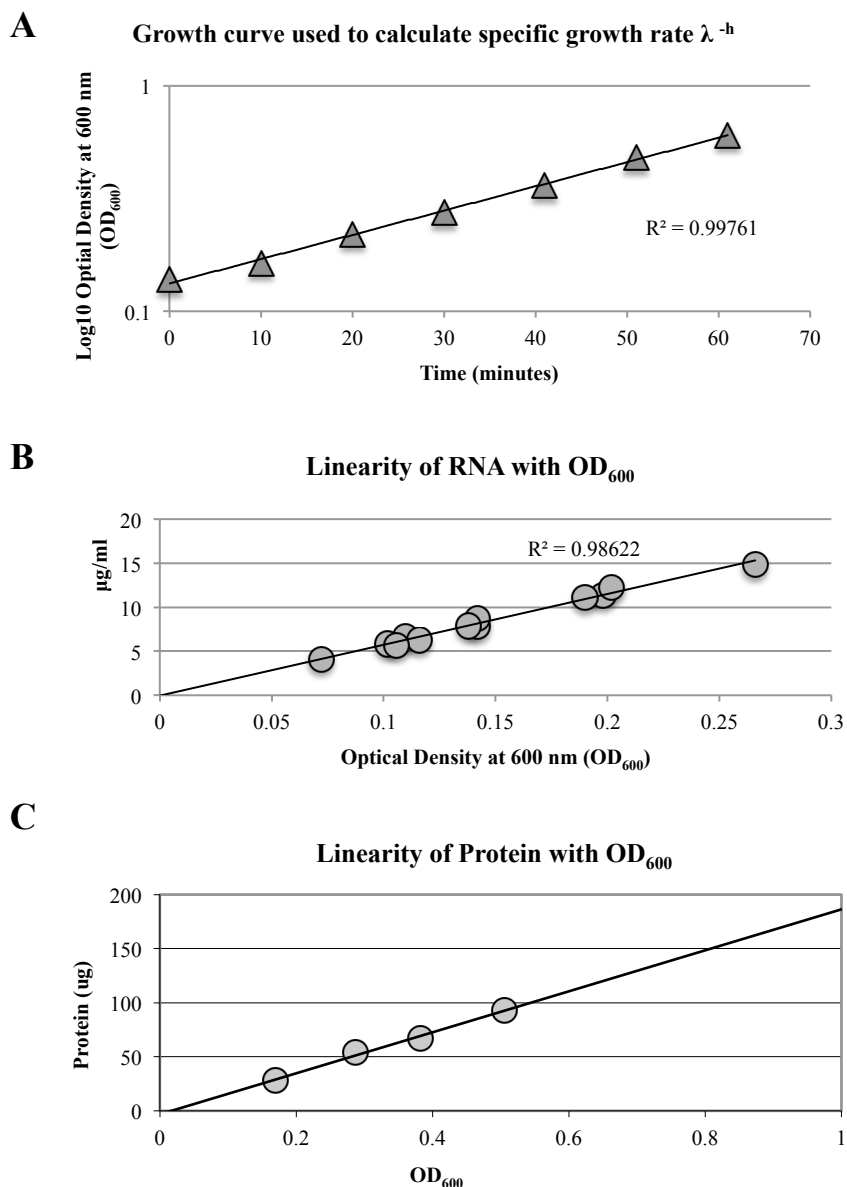 A
Growth curve used to calculate specific growth rate λ -h
Log10 Optial Density at 600 nm
(OD600)
1
0.1
R² = 0.99761
0 10 20 30 40 50 60 70
Time (minutes)
B
Linearity of RNA with OD600
µg/ml
20
15
10
5
0
R² = 0.98622
0 0.05 0.1 0.15 0.2 0.25 0.3
Optical Density at 600 nm (OD600)
C
Linearity of Protein with OD600
Protein (ug)
200
150
100
50
0
0 0.2 0.4 0.6 0.8 1
OD600